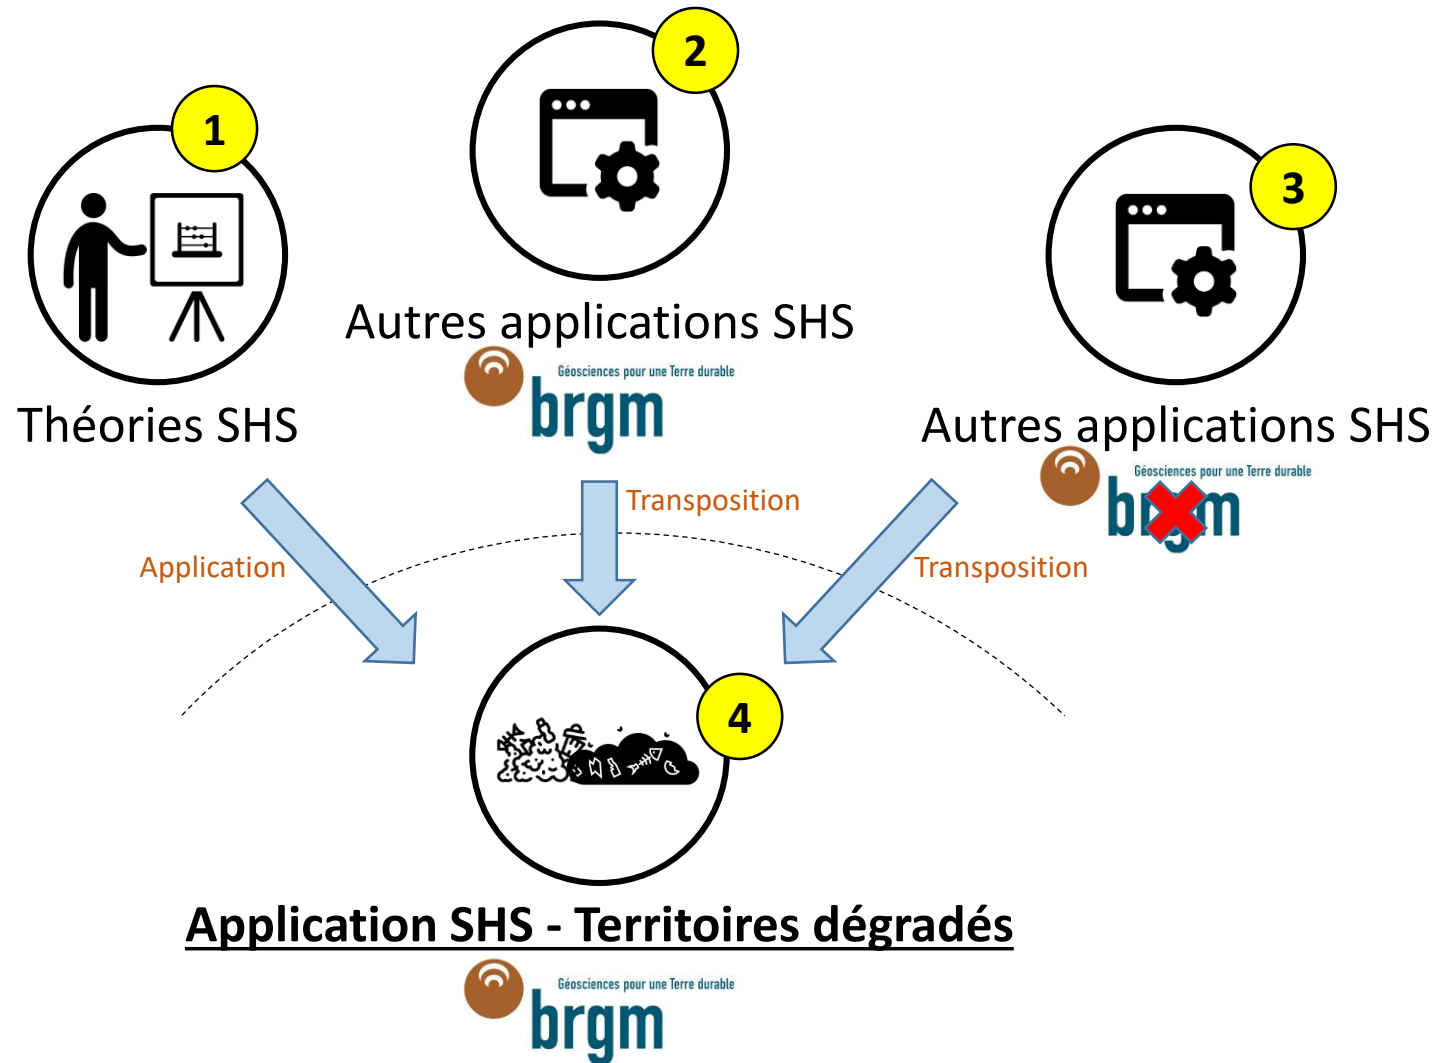 1
2
3
Autres applications SHS
Géosciences pour une Terre durable
brgm
Théories SHS
Autres applications SHS
Géosciences pour une Terre durable
brgm
Transposition
Application
Transposition
4
Application SHS - Territoires dégradés
Géosciences pour une Terre durable
brgm